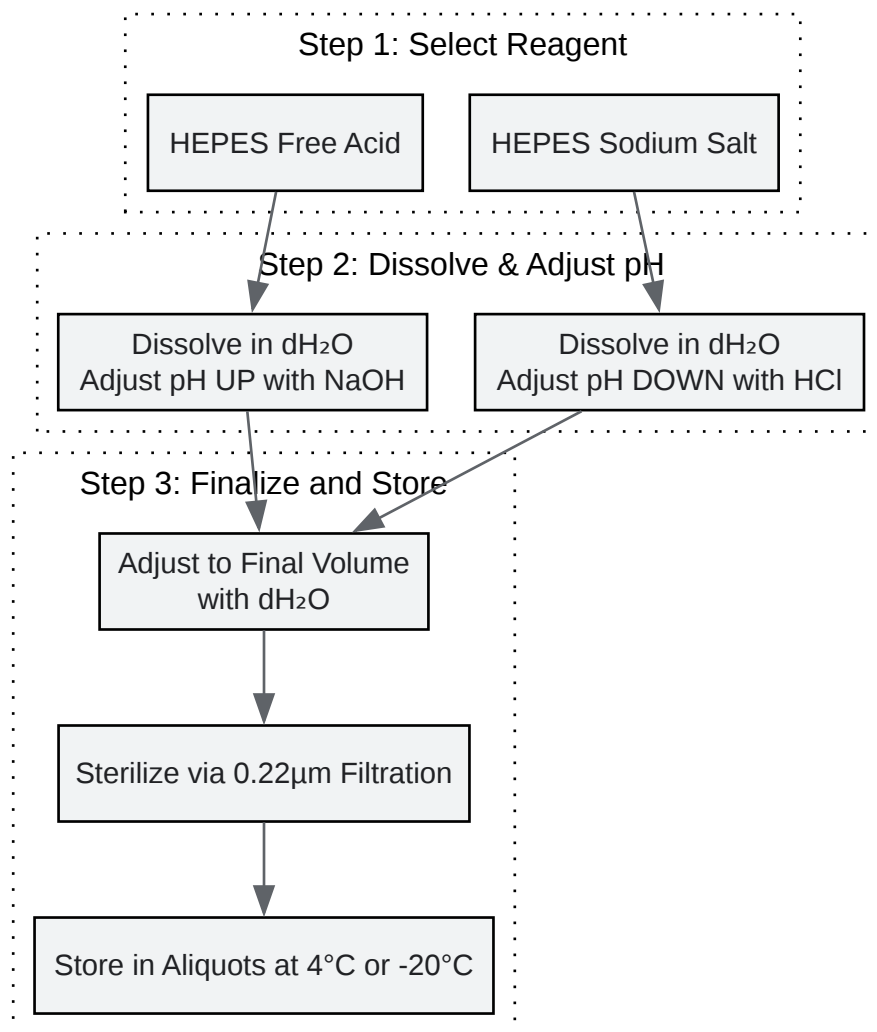 Step 1: Select Reagent
HEPES Free Acid
HEPES Sodium Salt
Step 2: Dissolve & Adjust pH
Dissolve in dH₂O
Adjust pH UP with NaOH
Dissolve in dH₂O
Adjust pH DOWN with HCl
Step 3: Finalize and Store
Adjust to Final Volume
with dH₂O
Sterilize via 0.22µm Filtration
Store in Aliquots at 4°C or -20°C